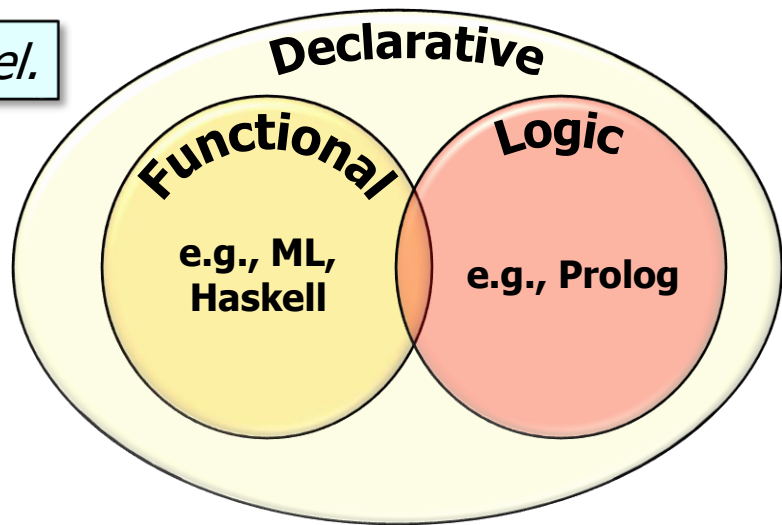 el.
Declarative
Functional
Logic
e.g., ML,
Haskell
e.g., Prolog